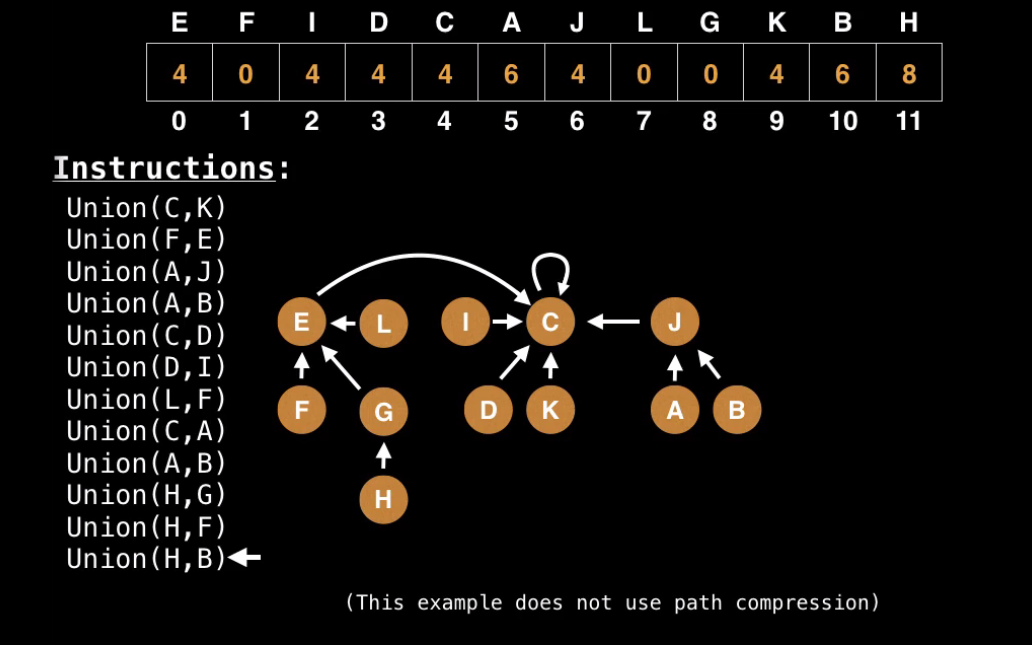 E F I D C A J L G K B H
4 0 4 4 4 6 4 0 0 4 6 8
0 1 2 3 4 5 6 7 8 9 10 11
Instructions:
Union(C,K)
Union(F,E)
Union(A,J)
Union(A,B)
Union(C,D)
Union(D,I)
Union(L,F)
Union(C,A)
Union(A,B)
Union(H,G)
Union(H,F)
Union(H,B)
E L I C J
F G D K A B
H
(This example does not use path compression)